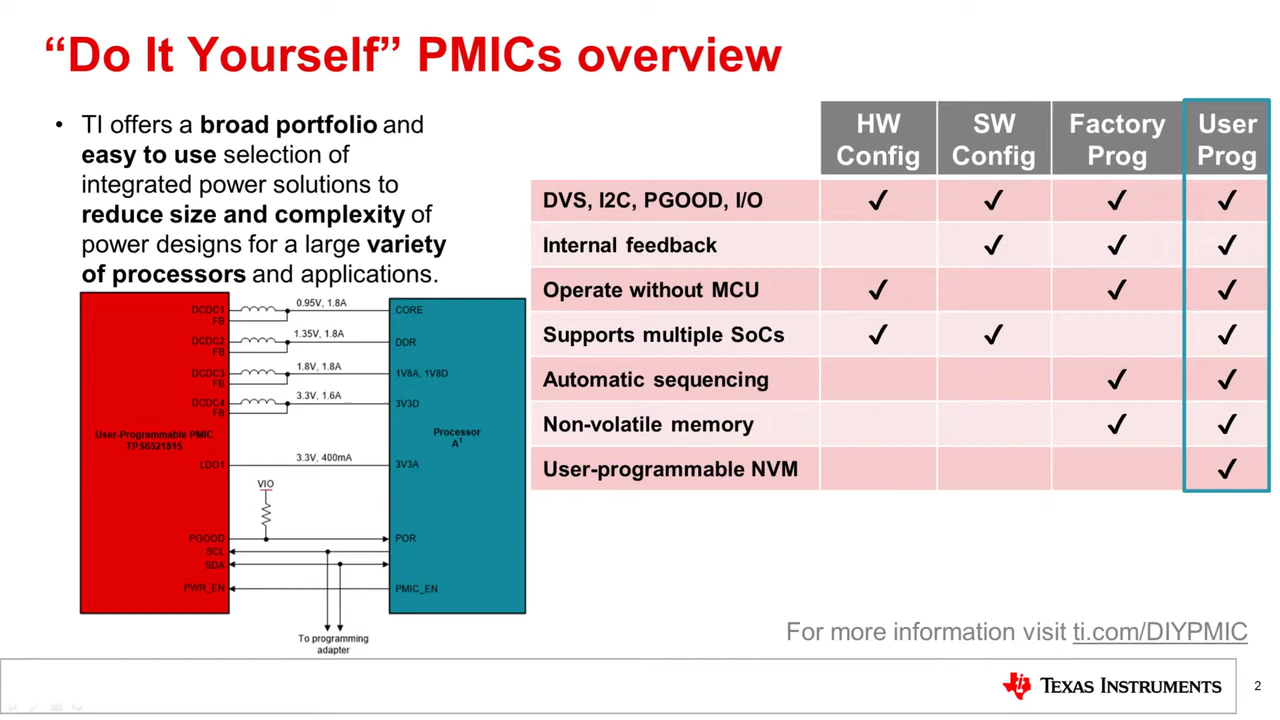 “Do It Yourself” PMICs overview
• TI offers a broad portfolio and
easy to use selection of
integrated power solutions to
reduce size and complexity of
power designs for a large variety
of processors and applications.
HW Config SW Config Factory Prog User Prog
DVS, I2C, PGOOD, I/O ✓ ✓ ✓ ✓
Internal feedback ✓ ✓ ✓
Operate without MCU ✓ ✓ ✓
Supports multiple SoCs ✓ ✓ ✓
Automatic sequencing ✓ ✓
Non-volatile memory ✓ ✓
User-programmable NVM ✓
DCDC1 0.95V, 1.8A CORE
FB
DCDC2 1.35V, 1.8A DDR
FB
DCDC3 1.8V, 1.8A 1V8A, 1V8D
FB
DCDC4 3.3V, 1.6A 3V3D
FB
User-Programmable PMIC
TPS6521815
Processor
A¹
LDO1 3.3V, 400mA 3V3A
VIO
PGOOD POR
SCL
SDA
PWR_EN PMIC_EN
To programming
adapter
For more information visit ti.com/DIYPMIC
TEXAS INSTRUMENTS
2